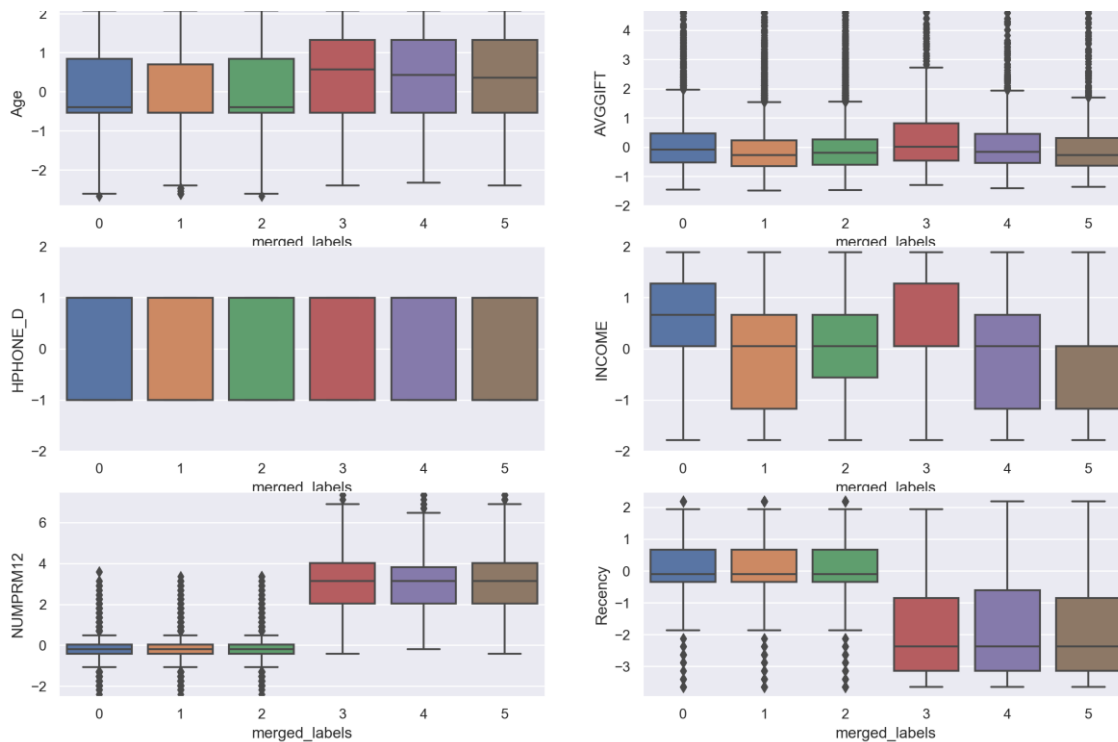 2
1
0
−1
−2
Age
0 1 2 3 4 5
merged_labels
4
3
2
1
0
−1
−2
AVGGIFT
0 1 2 3 4 5
merged_labels
2
1
0
−1
−2
HPHONE_D
0 1 2 3 4 5
merged_labels
2
1
0
−1
−2
INCOME
0 1 2 3 4 5
merged_labels
6
4
2
0
−2
NUMPRM12
0 1 2 3 4 5
merged_labels
2
1
0
−1
−2
−3
Recency
0 1 2 3 4 5
merged_labels